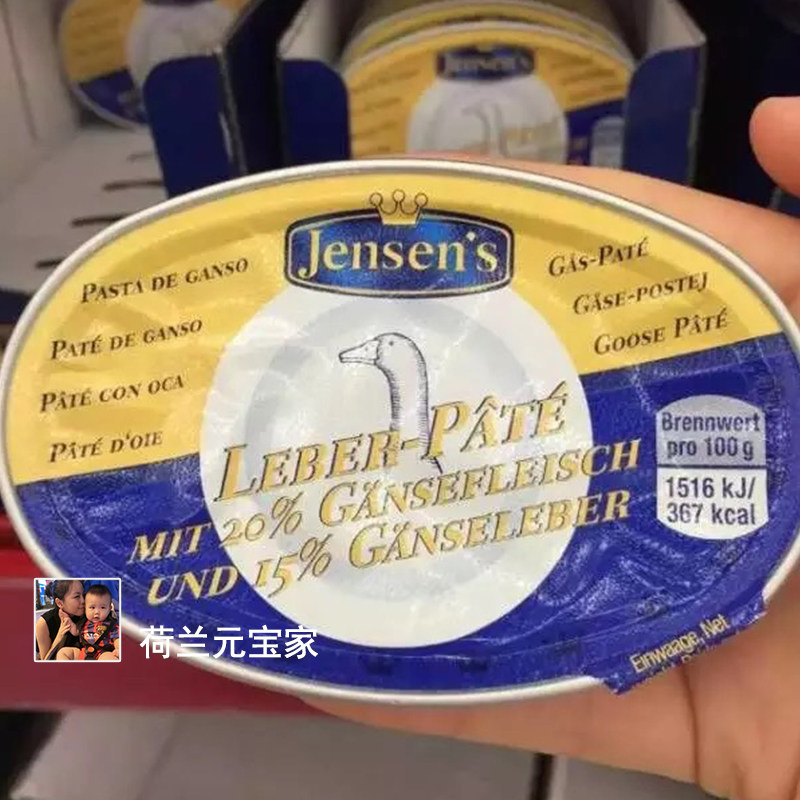 Jensen's
Jensen's
PASTA DE GANSO
PATÉ DE GANSO
PÂTÉ CON OCA
PÂTÉ D'OIE
GÅS-PATÉ
GÅSE-POSTEJ
GOOSE PÂTÉ
LEBER-PÂTÉ
MIT 20% GÄNSEFLEISCH
UND 15% GÄNSELEBER
Brennwert
pro 100 g
1516 kJ/
367 kcal
Einwaage, Net
荷兰元宝家